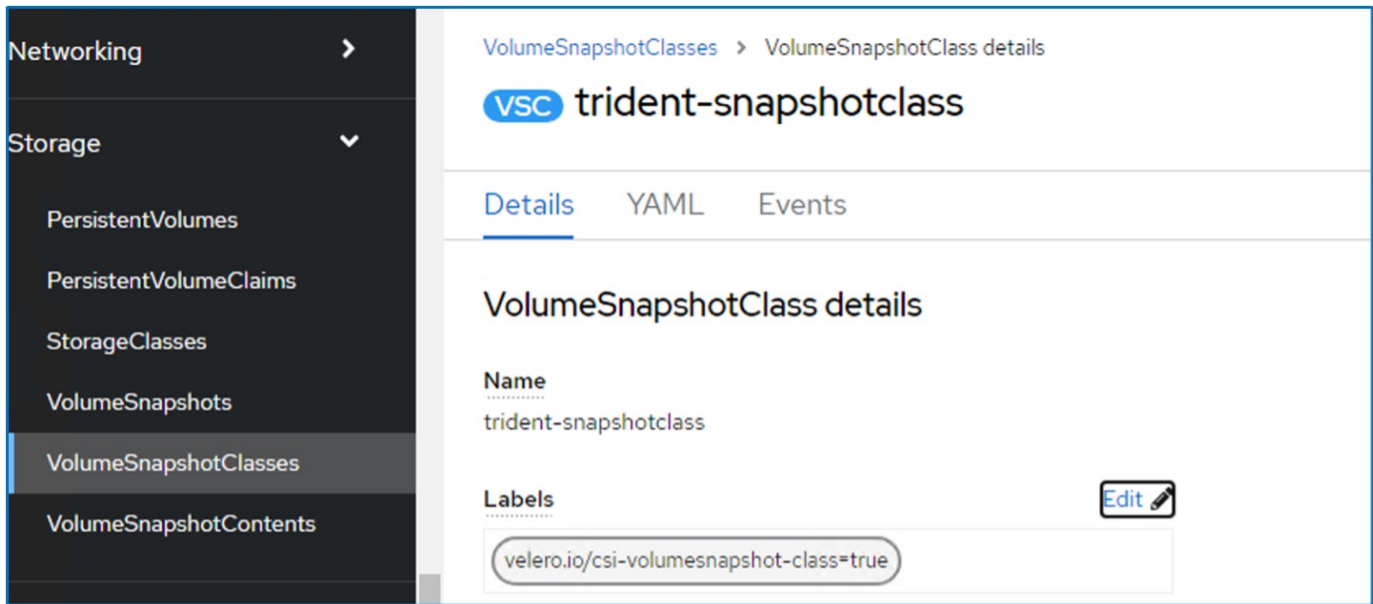 Networking
Storage
PersistentVolumes
PersistentVolumeClaims
StorageClasses
VolumeSnapshots
VolumeSnapshotClasses
VolumeSnapshotContents
VolumeSnapshotClasses > VolumeSnapshotClass details
VSC trident-snapshotclass
Details YAML Events
VolumeSnapshotClass details
Name
trident-snapshotclass
Labels Edit
velero.io/csi-volumesnapshot-class=true